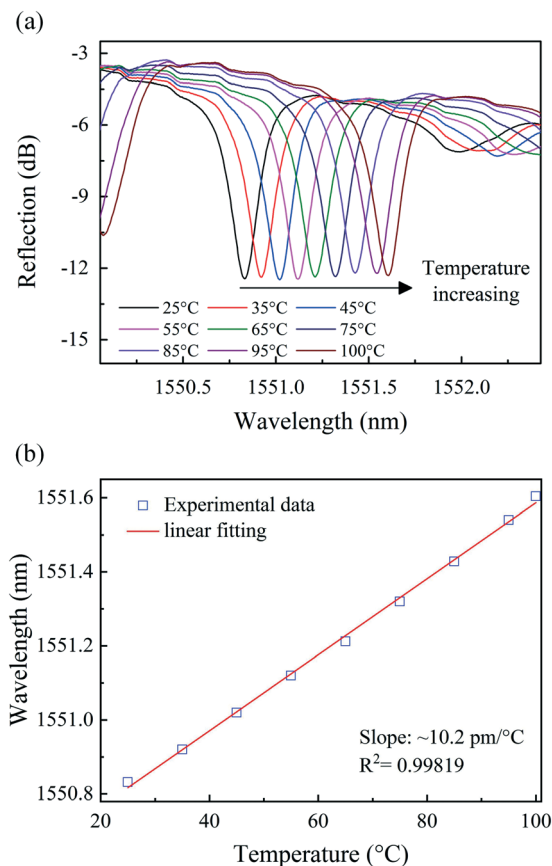 (a)
-3
-6
-9
-12
-15
Reflection (dB)
Temperature
increasing
25°C 35°C 45°C
55°C 65°C 75°C
85°C 95°C 100°C
1550.5 1551.0 1551.5 1552.0
Wavelength (nm)
(b)
1551.6
1551.4
1551.2
1551.0
1550.8
Wavelength (nm)
Experimental data
linear fitting
Slope: ~10.2 pm/°C
R²= 0.99819
20 40 60 80 100
Temperature (°C)